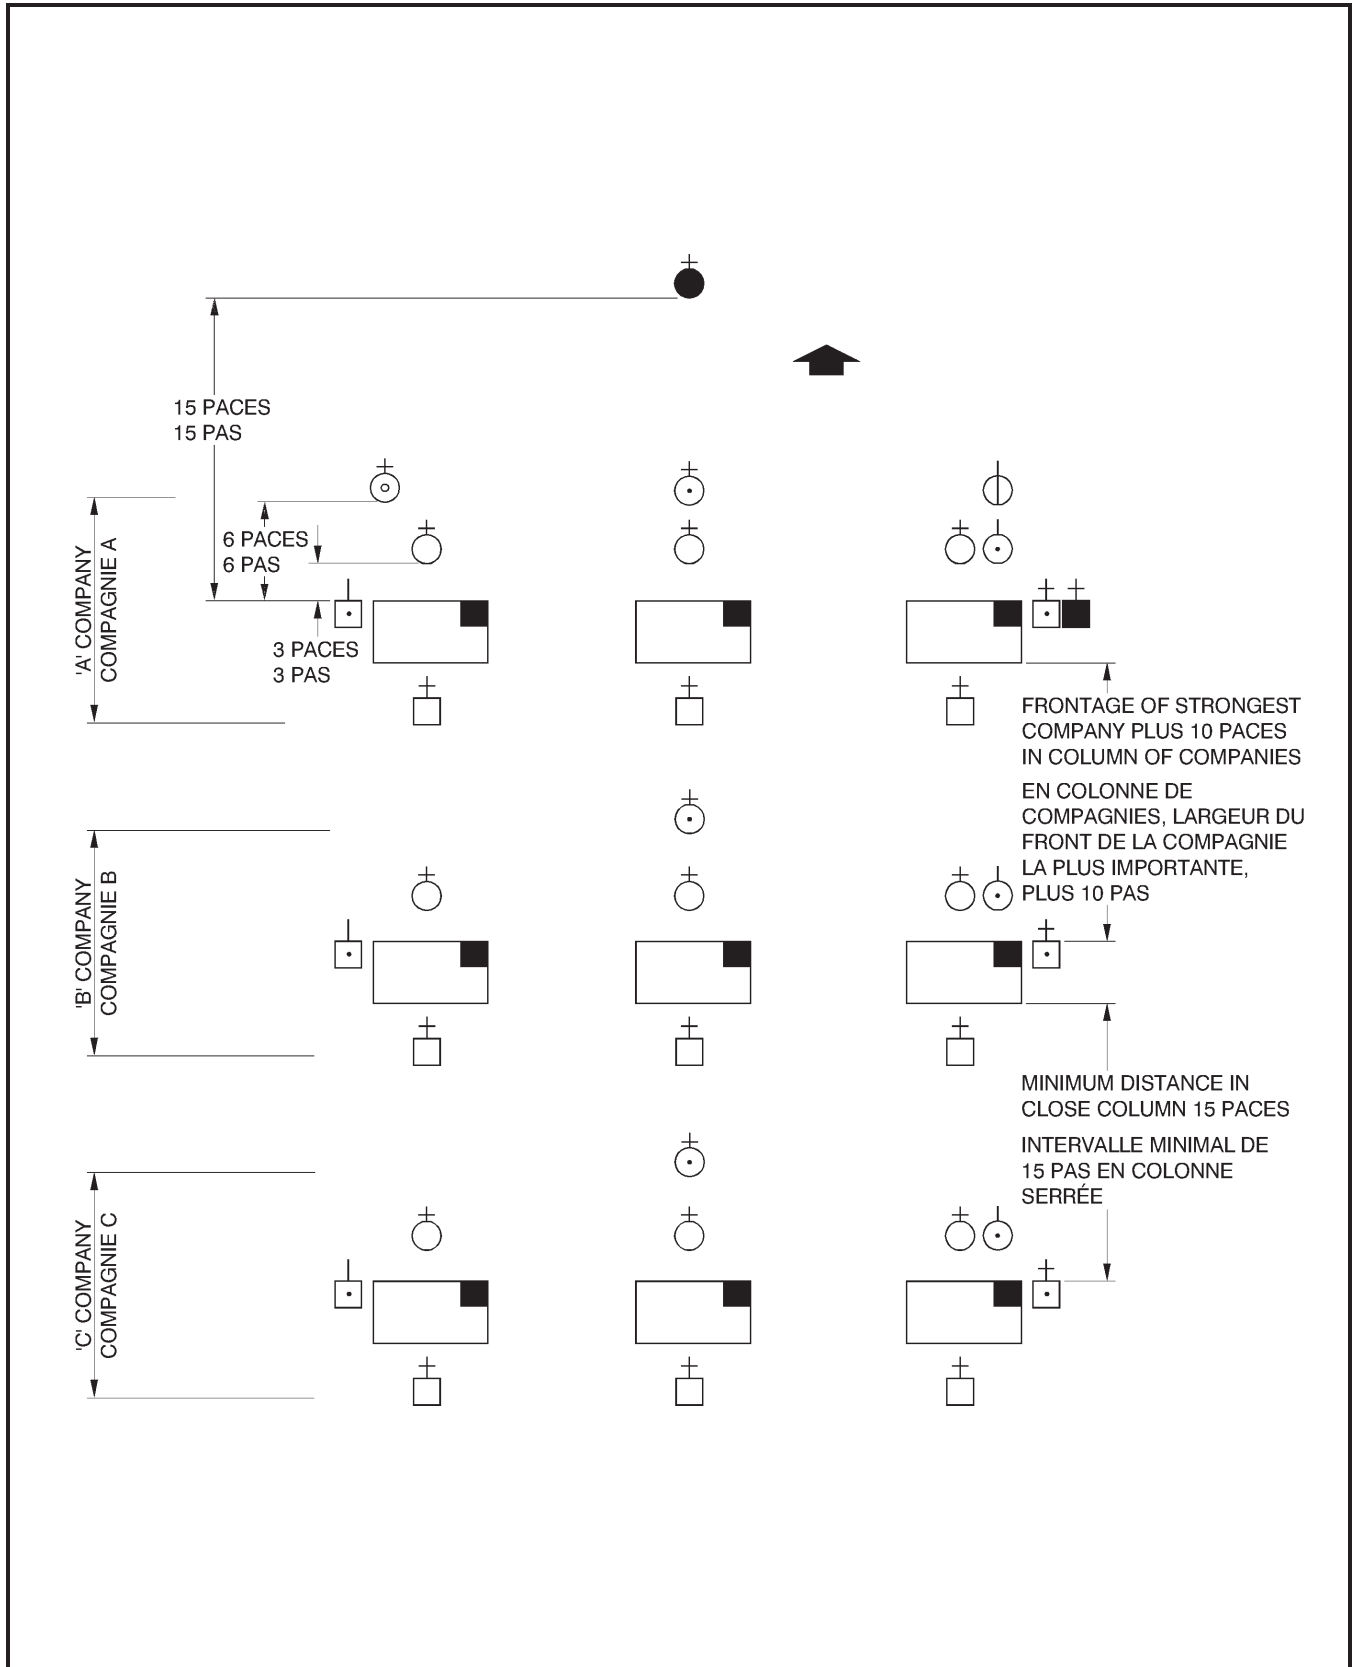 15 PACES
15 PAS
6 PACES
6 PAS
'A' COMPANY
COMPAGNIE A
3 PACES
3 PAS
FRONTAGE OF STRONGEST
COMPANY PLUS 10 PACES
IN COLUMN OF COMPANIES
EN COLONNE DE
COMPAGNIES, LARGEUR DU
FRONT DE LA COMPAGNIE
LA PLUS IMPORTANTE,
PLUS 10 PAS
'B' COMPANY
COMPAGNIE B
MINIMUM DISTANCE IN
CLOSE COLUMN 15 PACES
INTERVALLE MINIMAL DE
15 PAS EN COLONNE
SERRÉE
'C' COMPANY
COMPAGNIE C